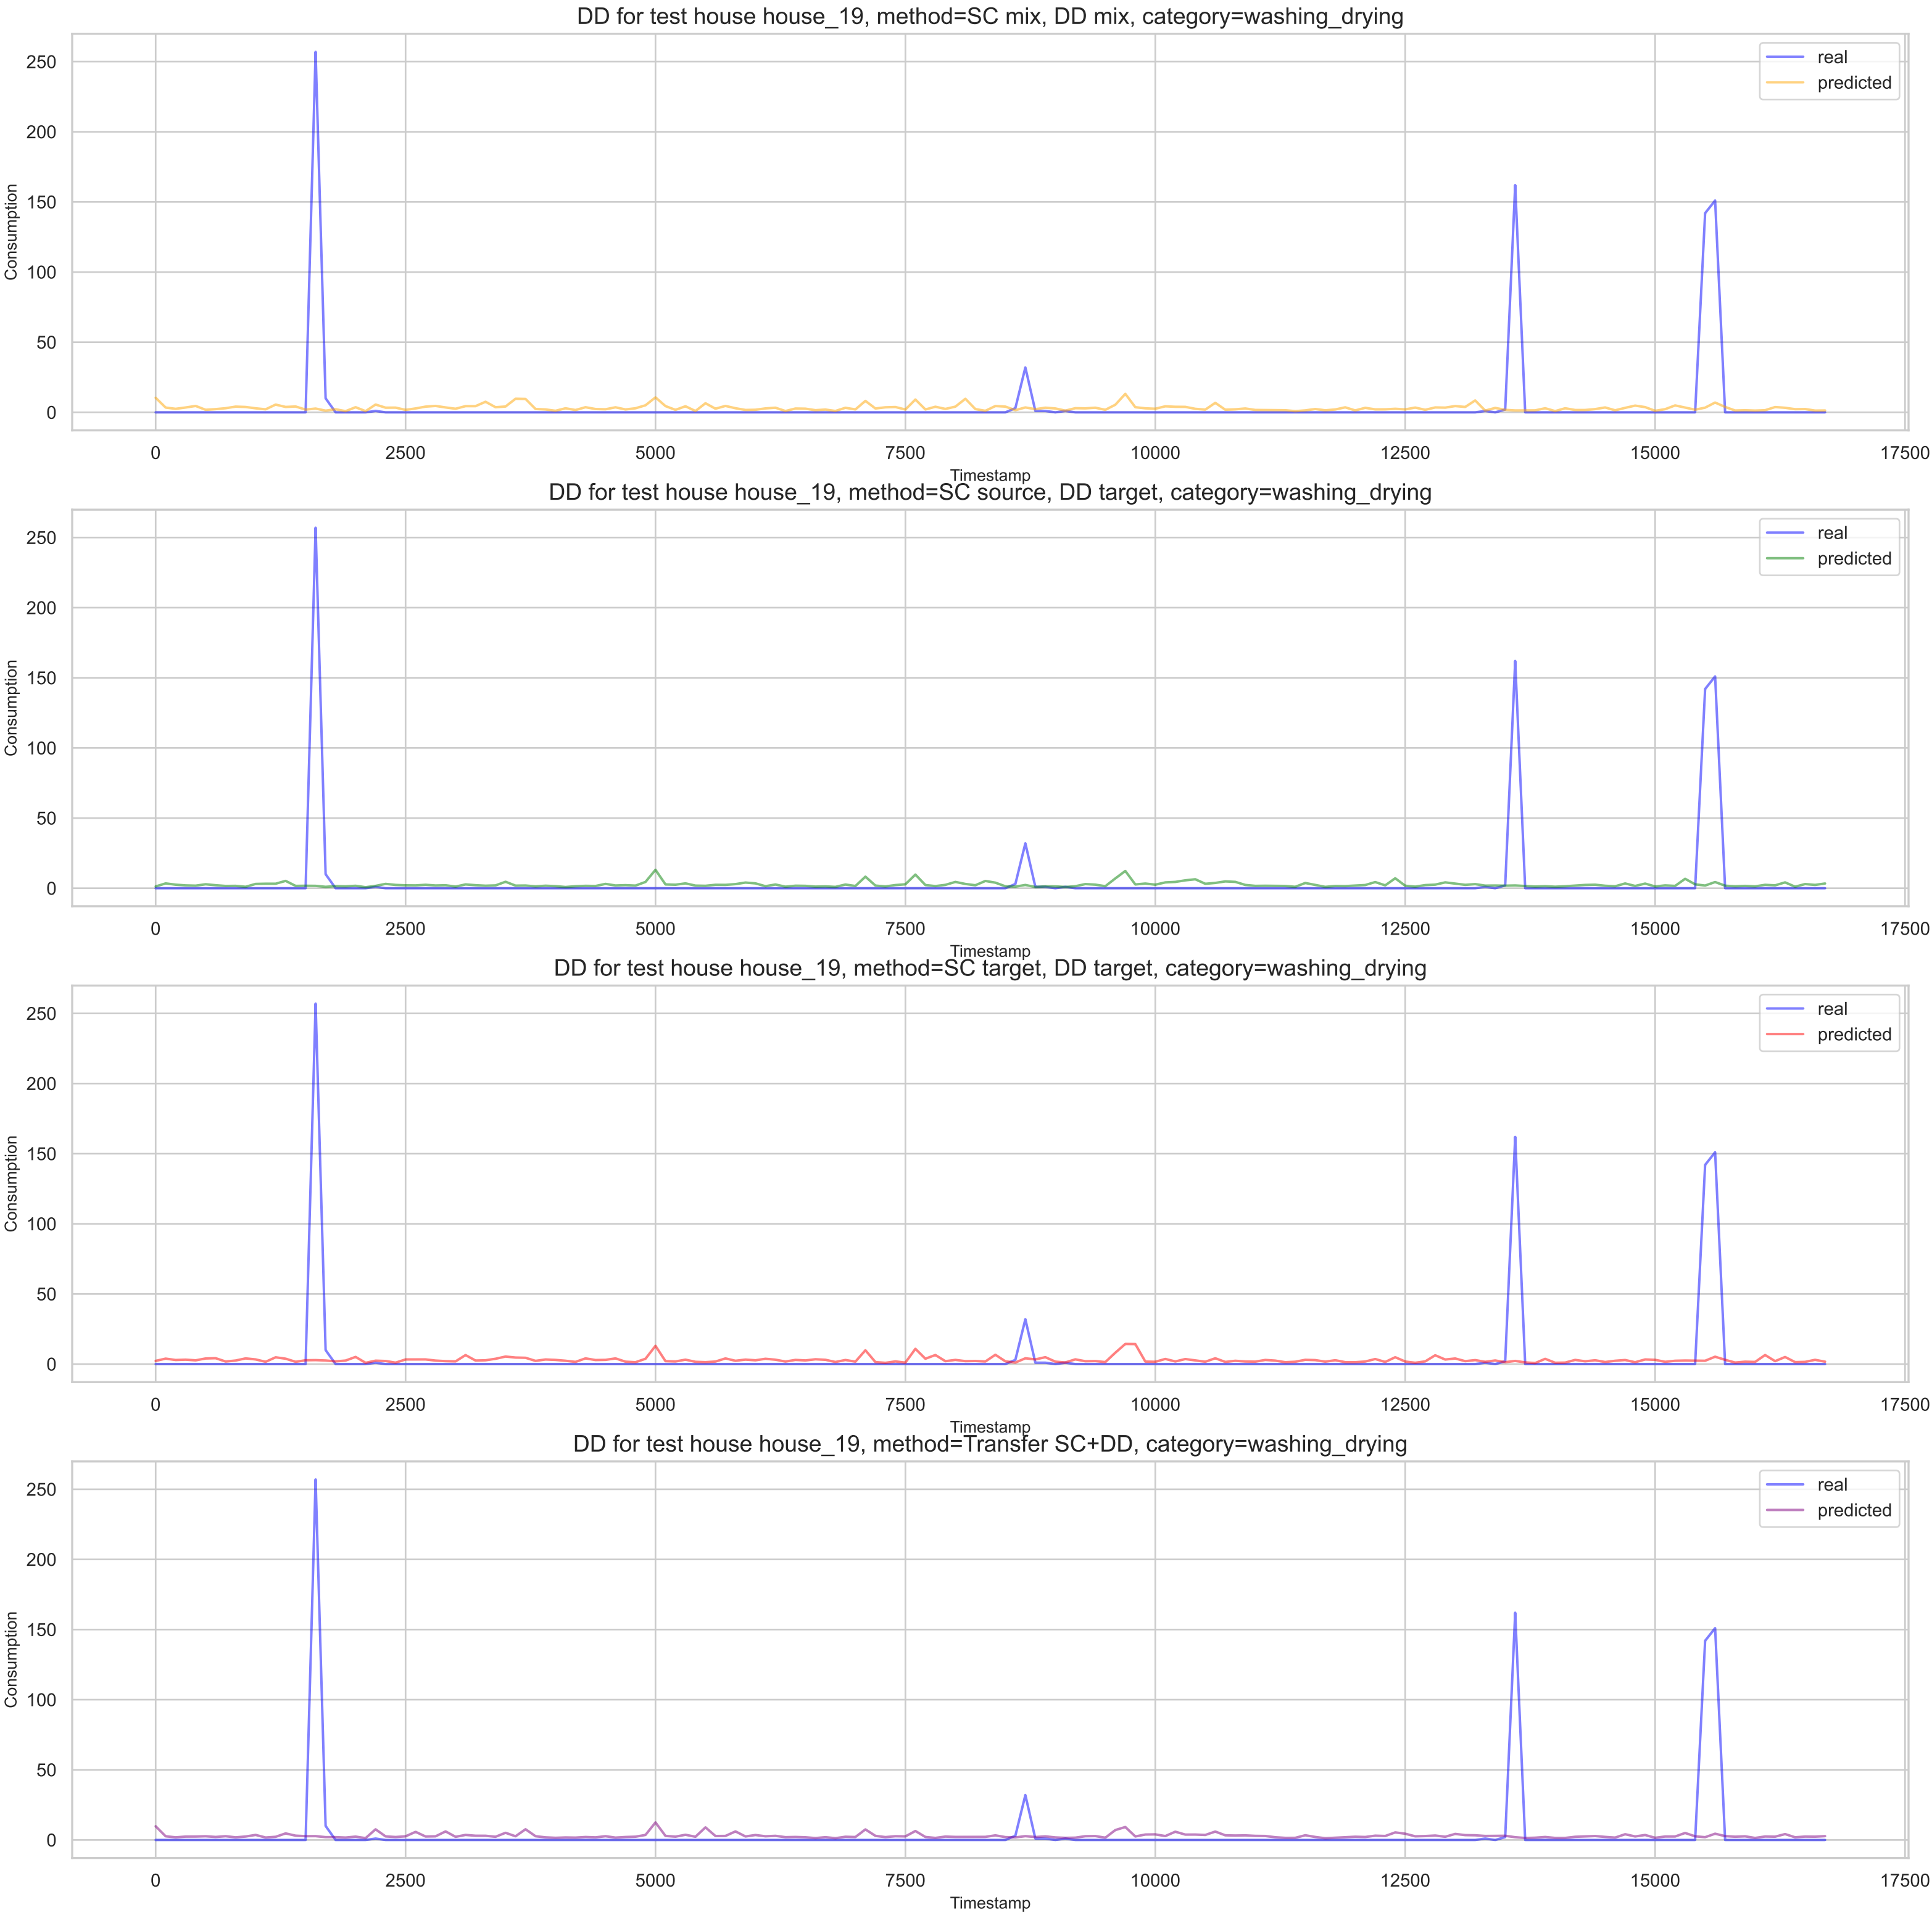 DD for test house house_19, method=SC mix, DD mix, category=washing_drying
250
200
150
100
50
0
Consumption
real
predicted
0 2500 5000 7500 10000 12500 15000 17500
Timestamp
DD for test house house_19, method=SC source, DD target, category=washing_drying
250
200
150
100
50
0
Consumption
real
predicted
0 2500 5000 7500 10000 12500 15000 17500
Timestamp
DD for test house house_19, method=SC target, DD target, category=washing_drying
250
200
150
100
50
0
Consumption
real
predicted
0 2500 5000 7500 10000 12500 15000 17500
Timestamp
DD for test house house_19, method=Transfer SC+DD, category=washing_drying
250
200
150
100
50
0
Consumption
real
predicted
0 2500 5000 7500 10000 12500 15000 17500
Timestamp